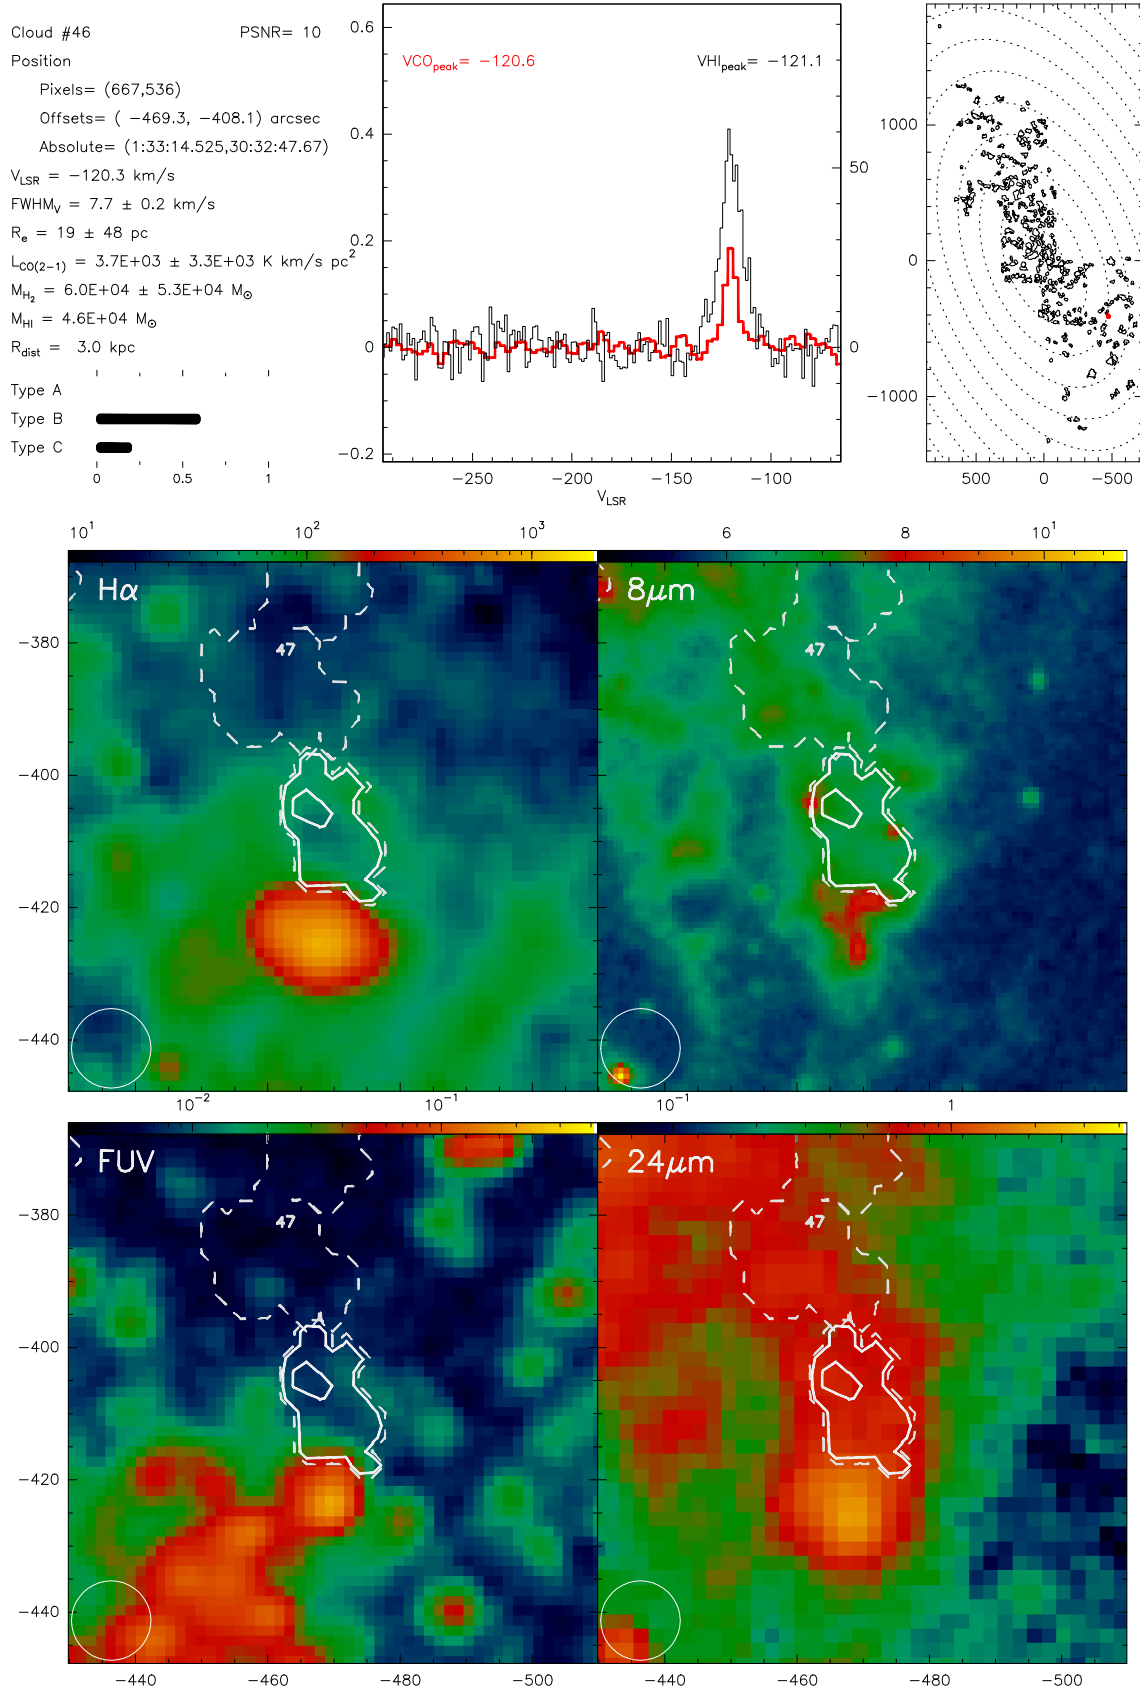 Cloud #46 PSNR= 10
Position
Pixels= (667,536)
Offsets= ( −469.3, −408.1) arcsec
Absolute= (1:33:14.525,30:32:47.67)
V_LSR = −120.3 km/s
FWHM_V = 7.7 ± 0.2 km/s
R_e = 19 ± 48 pc
L_CO(2−1) = 3.7E+03 ± 3.3E+03 K km/s pc²
M_H₂ = 6.0E+04 ± 5.3E+04 M⊙
M_HI = 4.6E+04 M⊙
R_dist = 3.0 kpc
Type A
Type B
Type C
0 0.5 1
VCO_peak= −120.6 VHI_peak= −121.1
0.6
0.4
0.2
0
−0.2
50
0
−250 −200 −150 −100
V_LSR
1000
0
−1000
500 0 −500
10¹ 10² 10³
6 8 10¹
Hα
47
−380
−400
−420
−440
8μm
47
10⁻² 10⁻¹
10⁻¹ 1
FUV
47
−380
−400
−420
−440
24μm
47
−440 −460 −480 −500
−440 −460 −480 −500